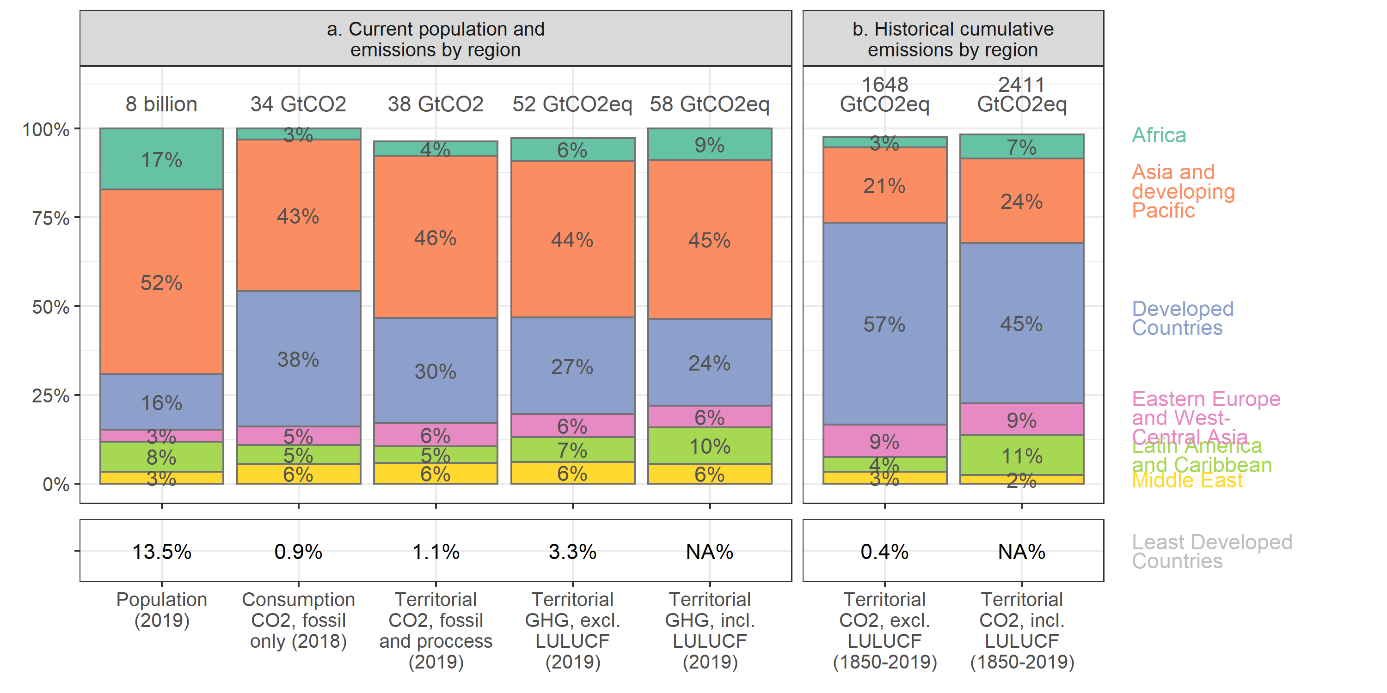 a. Current population and
emissions by region
b. Historical cumulative
emissions by region
8 billion
34 GtCO2
38 GtCO2
52 GtCO2eq
58 GtCO2eq
1648
GtCO2eq
2411
GtCO2eq
100%
75%
50%
25%
0%
17%
52%
16%
3%
8%
3%
3%
43%
38%
5%
5%
6%
4%
46%
30%
6%
5%
6%
6%
44%
27%
6%
7%
6%
9%
45%
24%
6%
10%
6%
3%
21%
57%
9%
4%
3%
7%
24%
45%
9%
11%
2%
Africa
Asia and
developing
Pacific
Developed
Countries
Eastern Europe
and West-
Central Asia
Latin America
and Caribbean
Middle East
13.5%
0.9%
1.1%
3.3%
NA%
0.4%
NA%
Least Developed
Countries
Population
(2019)
Consumption
CO2, fossil
only (2018)
Territorial
CO2, fossil
and proccess
(2019)
Territorial
GHG, excl.
LULUCF
(2019)
Territorial
GHG, incl.
LULUCF
(2019)
Territorial
CO2, excl.
LULUCF
(1850-2019)
Territorial
CO2, incl.
LULUCF
(1850-2019)